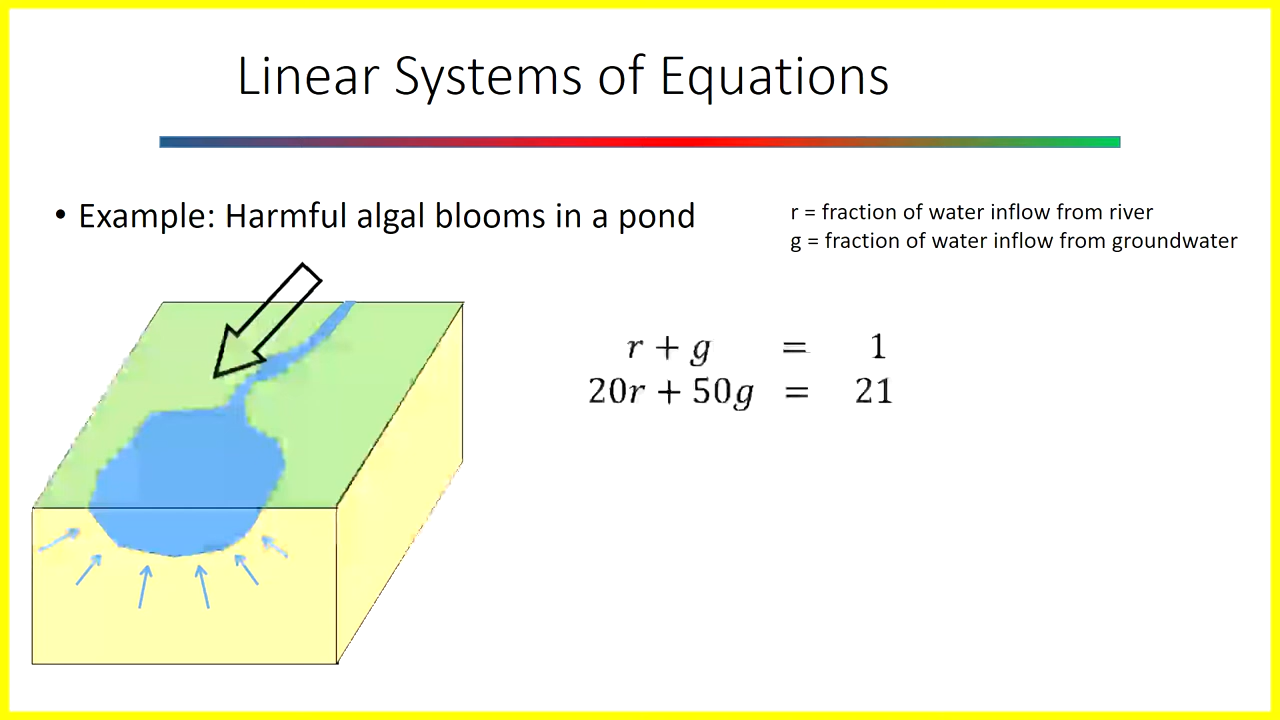 Linear Systems of Equations
• Example: Harmful algal blooms in a pond
r = fraction of water inflow from river
g = fraction of water inflow from groundwater
r + g = 1
20r + 50g = 21